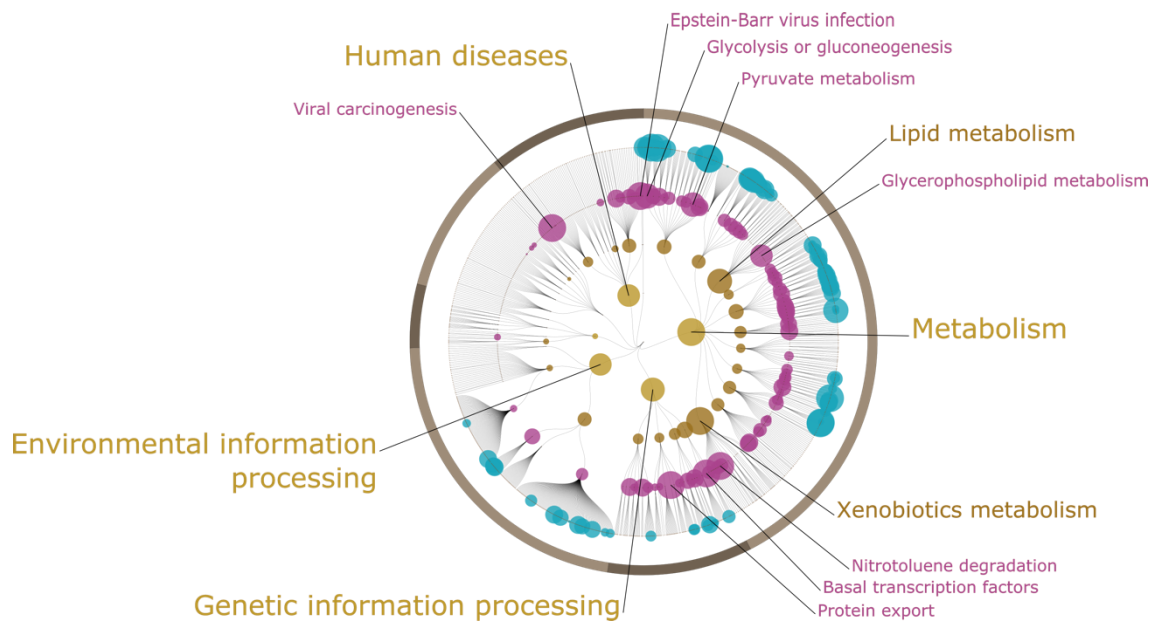 Epstein-Barr virus infection
Human diseases
Glycolysis or gluconeogenesis
Pyruvate metabolism
Viral carcinogenesis
Lipid metabolism
Glycerophospholipid metabolism
Metabolism
Environmental information
processing
Xenobiotics metabolism
Nitrotoluene degradation
Basal transcription factors
Genetic information processing
Protein export